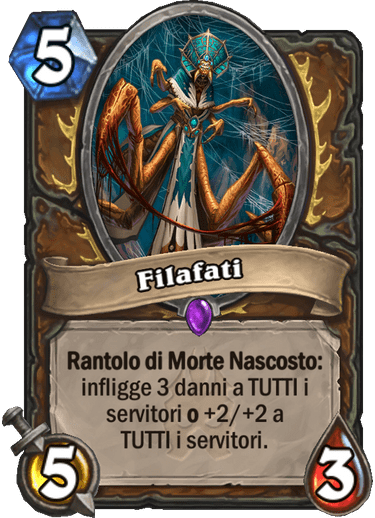 5
Filafati
Rantolo di Morte Nascosto:
infligge 3 danni a TUTTI i
servitori o +2/+2 a
TUTTI i servitori.
5
3